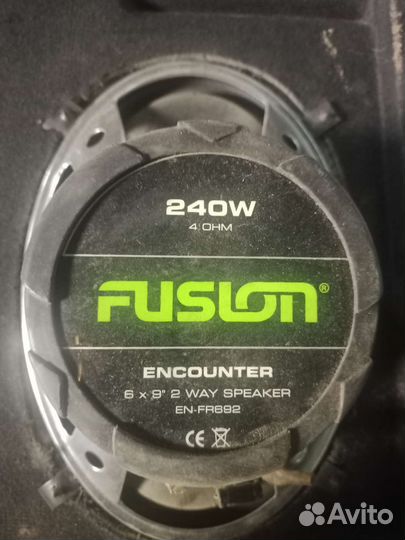 240W
4 OHM
FUSION®
ENCOUNTER
6 x 9" 2 WAY SPEAKER
EN-FR692
CE
Avito